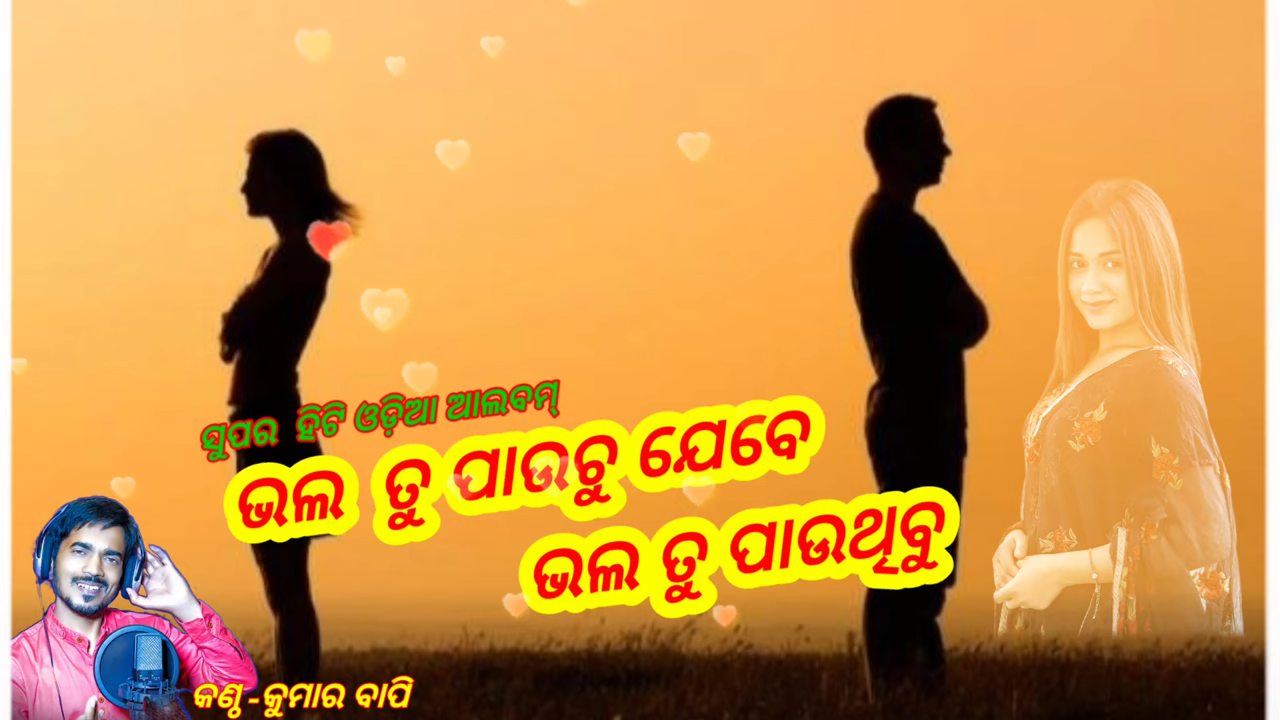 ସୁପର ହିଟି ଓଡ଼ିଆ ଆଲବମ୍
ଭଲ ତୁ ପାଉଚୁ ଯେବେ
ଭଲ ତୁ ପାଉଥିବୁ
କଣ୍ଠ - କୁମାର ବାପି